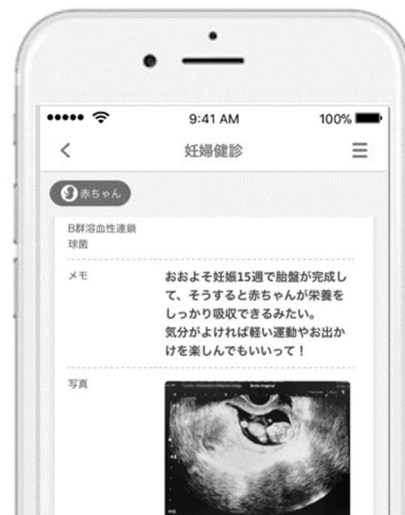 9:41 AM
100%
妊婦健診
赤ちゃん
B群溶血性連鎖
球菌
メモ
おおよそ妊娠15週で胎盤が完成し
て、そうすると赤ちゃんが栄養を
しっかり吸収できるみたい。
気分がよければ軽い運動やお出か
けを楽しんでもいいって！
写真